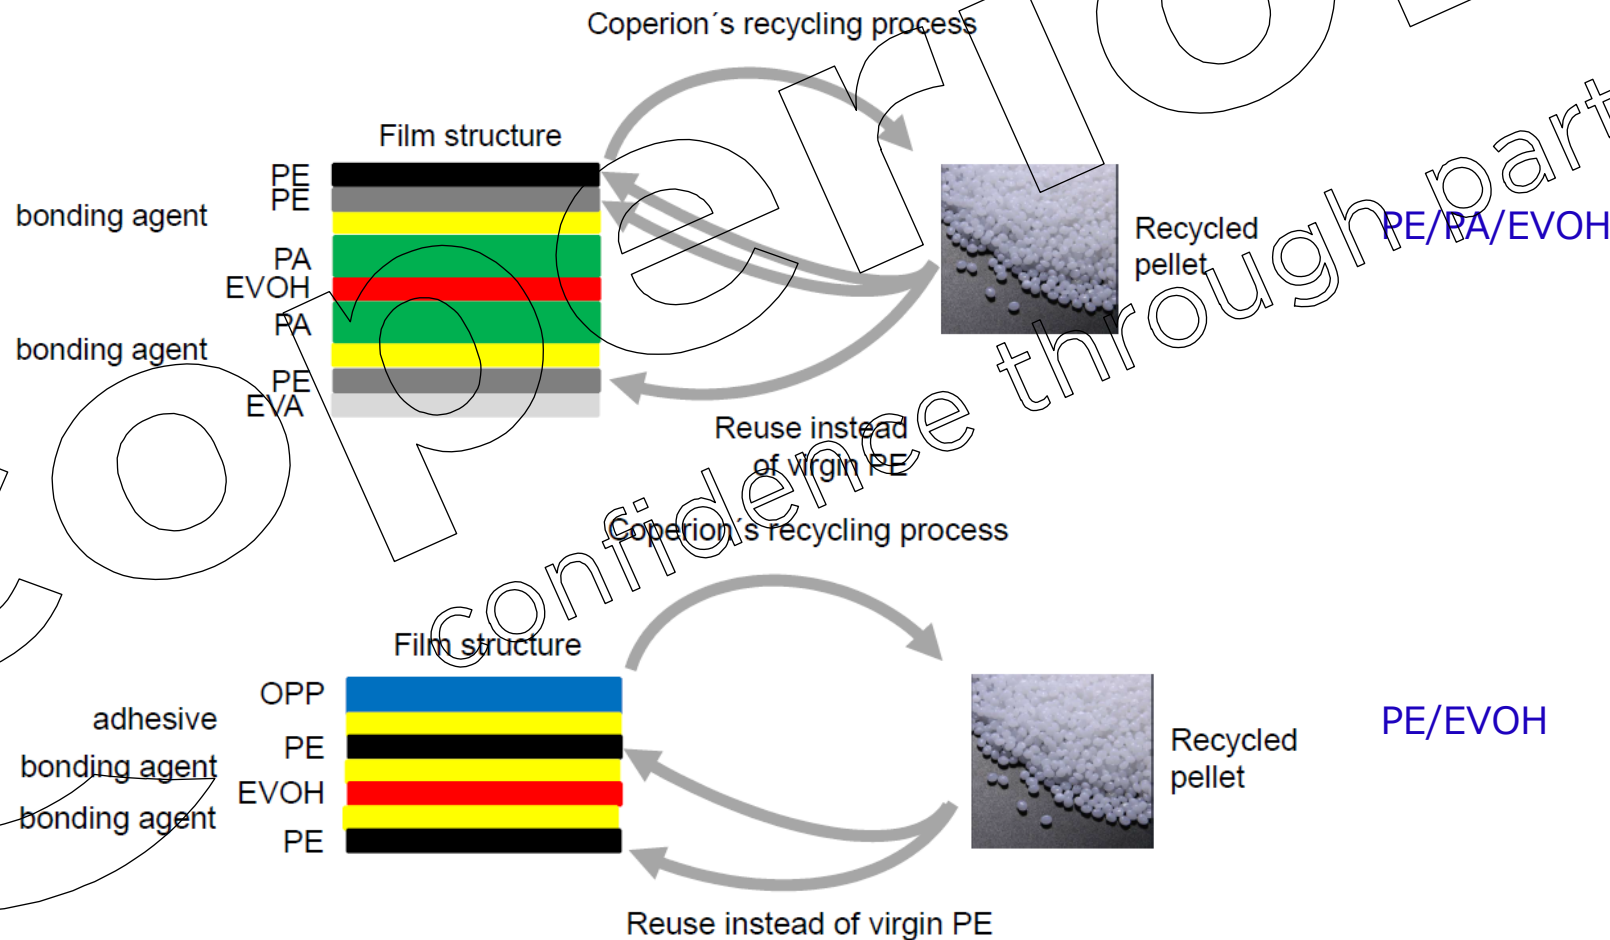 Coperion´s recycling process
Film structure
PE
PE
bonding agent
PA
EVOH
PA
bonding agent
PE
EVA
Recycled
pellet
PE/PA/EVOH
Reuse instead
of virgin PE
Coperion´s recycling process
Film structure
OPP
adhesive
PE
bonding agent
EVOH
bonding agent
PE
Recycled
pellet
PE/EVOH
Reuse instead of virgin PE
coperio
confidence through part